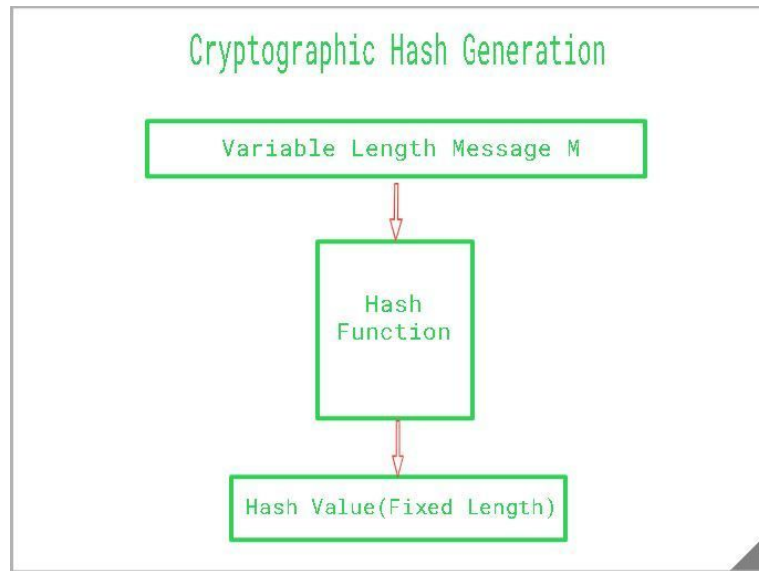 Cryptographic Hash Generation
Variable Length Message M
Hash
Function
Hash Value(Fixed Length)